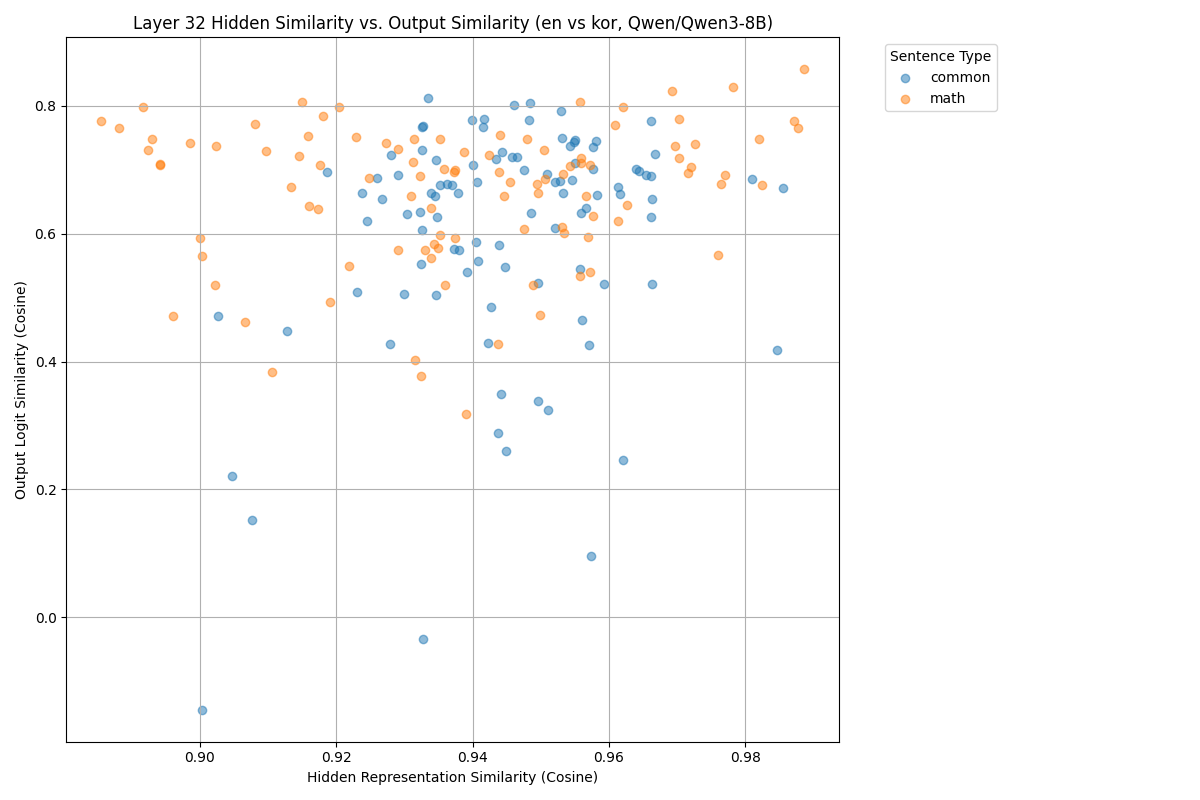 Layer 32 Hidden Similarity vs. Output Similarity (en vs kor, Qwen/Qwen3-8B)
Sentence Type
common
math
Output Logit Similarity (Cosine)
0.8
0.6
0.4
0.2
0.0
0.90 0.92 0.94 0.96 0.98
Hidden Representation Similarity (Cosine)